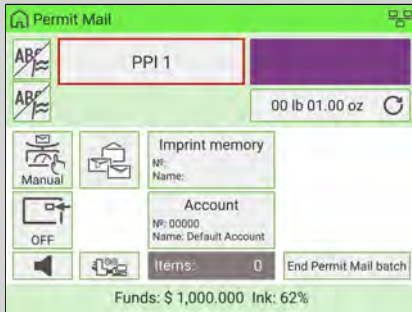 Permit Mail
ABC
PPI 1
ABC
00 lb 01.00 oz
Manual
Imprint memory
Nº:
Name:
OFF
Account
Nº: 00000
Name: Default Account
Items: 0
End Permit Mail batch
Funds: $ 1,000.000 Ink: 62%